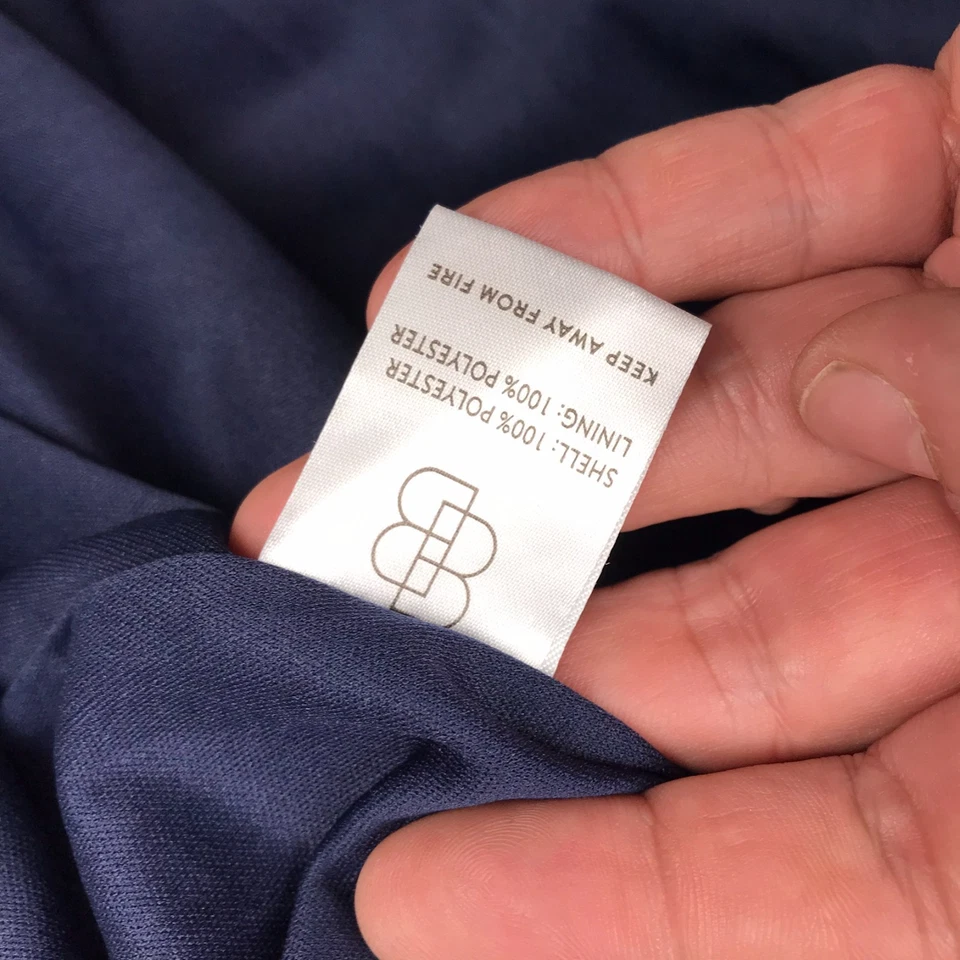 SHELL: 100% POLYESTER
LINING: 100% POLYESTER
KEEP AWAY FROM FIRE